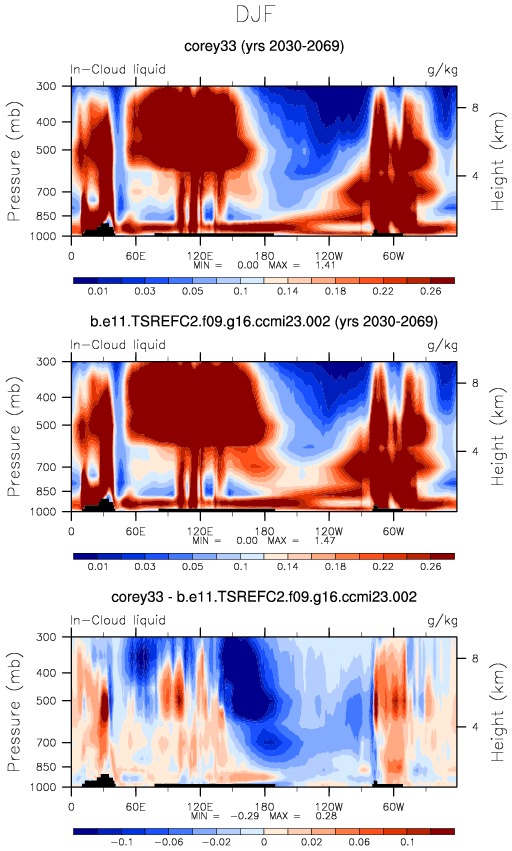 DJF
corey33 (yrs 2030-2069)
In-Cloud liquid g/kg
300
400
500
700
850
1000
Pressure (mb)
8
4
Height (km)
0 60E 120E 180 120W 60W
MIN = 0.00 MAX = 1.41
0.01 0.03 0.05 0.1 0.14 0.18 0.22 0.26
b.e11.TSREFC2.f09.g16.ccmi23.002 (yrs 2030-2069)
In-Cloud liquid g/kg
300
400
500
700
850
1000
Pressure (mb)
8
4
Height (km)
0 60E 120E 180 120W 60W
MIN = 0.00 MAX = 1.47
0.01 0.03 0.05 0.1 0.14 0.18 0.22 0.26
corey33 - b.e11.TSREFC2.f09.g16.ccmi23.002
In-Cloud liquid g/kg
300
400
500
700
850
1000
Pressure (mb)
8
4
Height (km)
0 60E 120E 180 120W 60W
MIN = -0.29 MAX = 0.28
-0.1 -0.06 -0.02 0 0.02 0.06 0.1